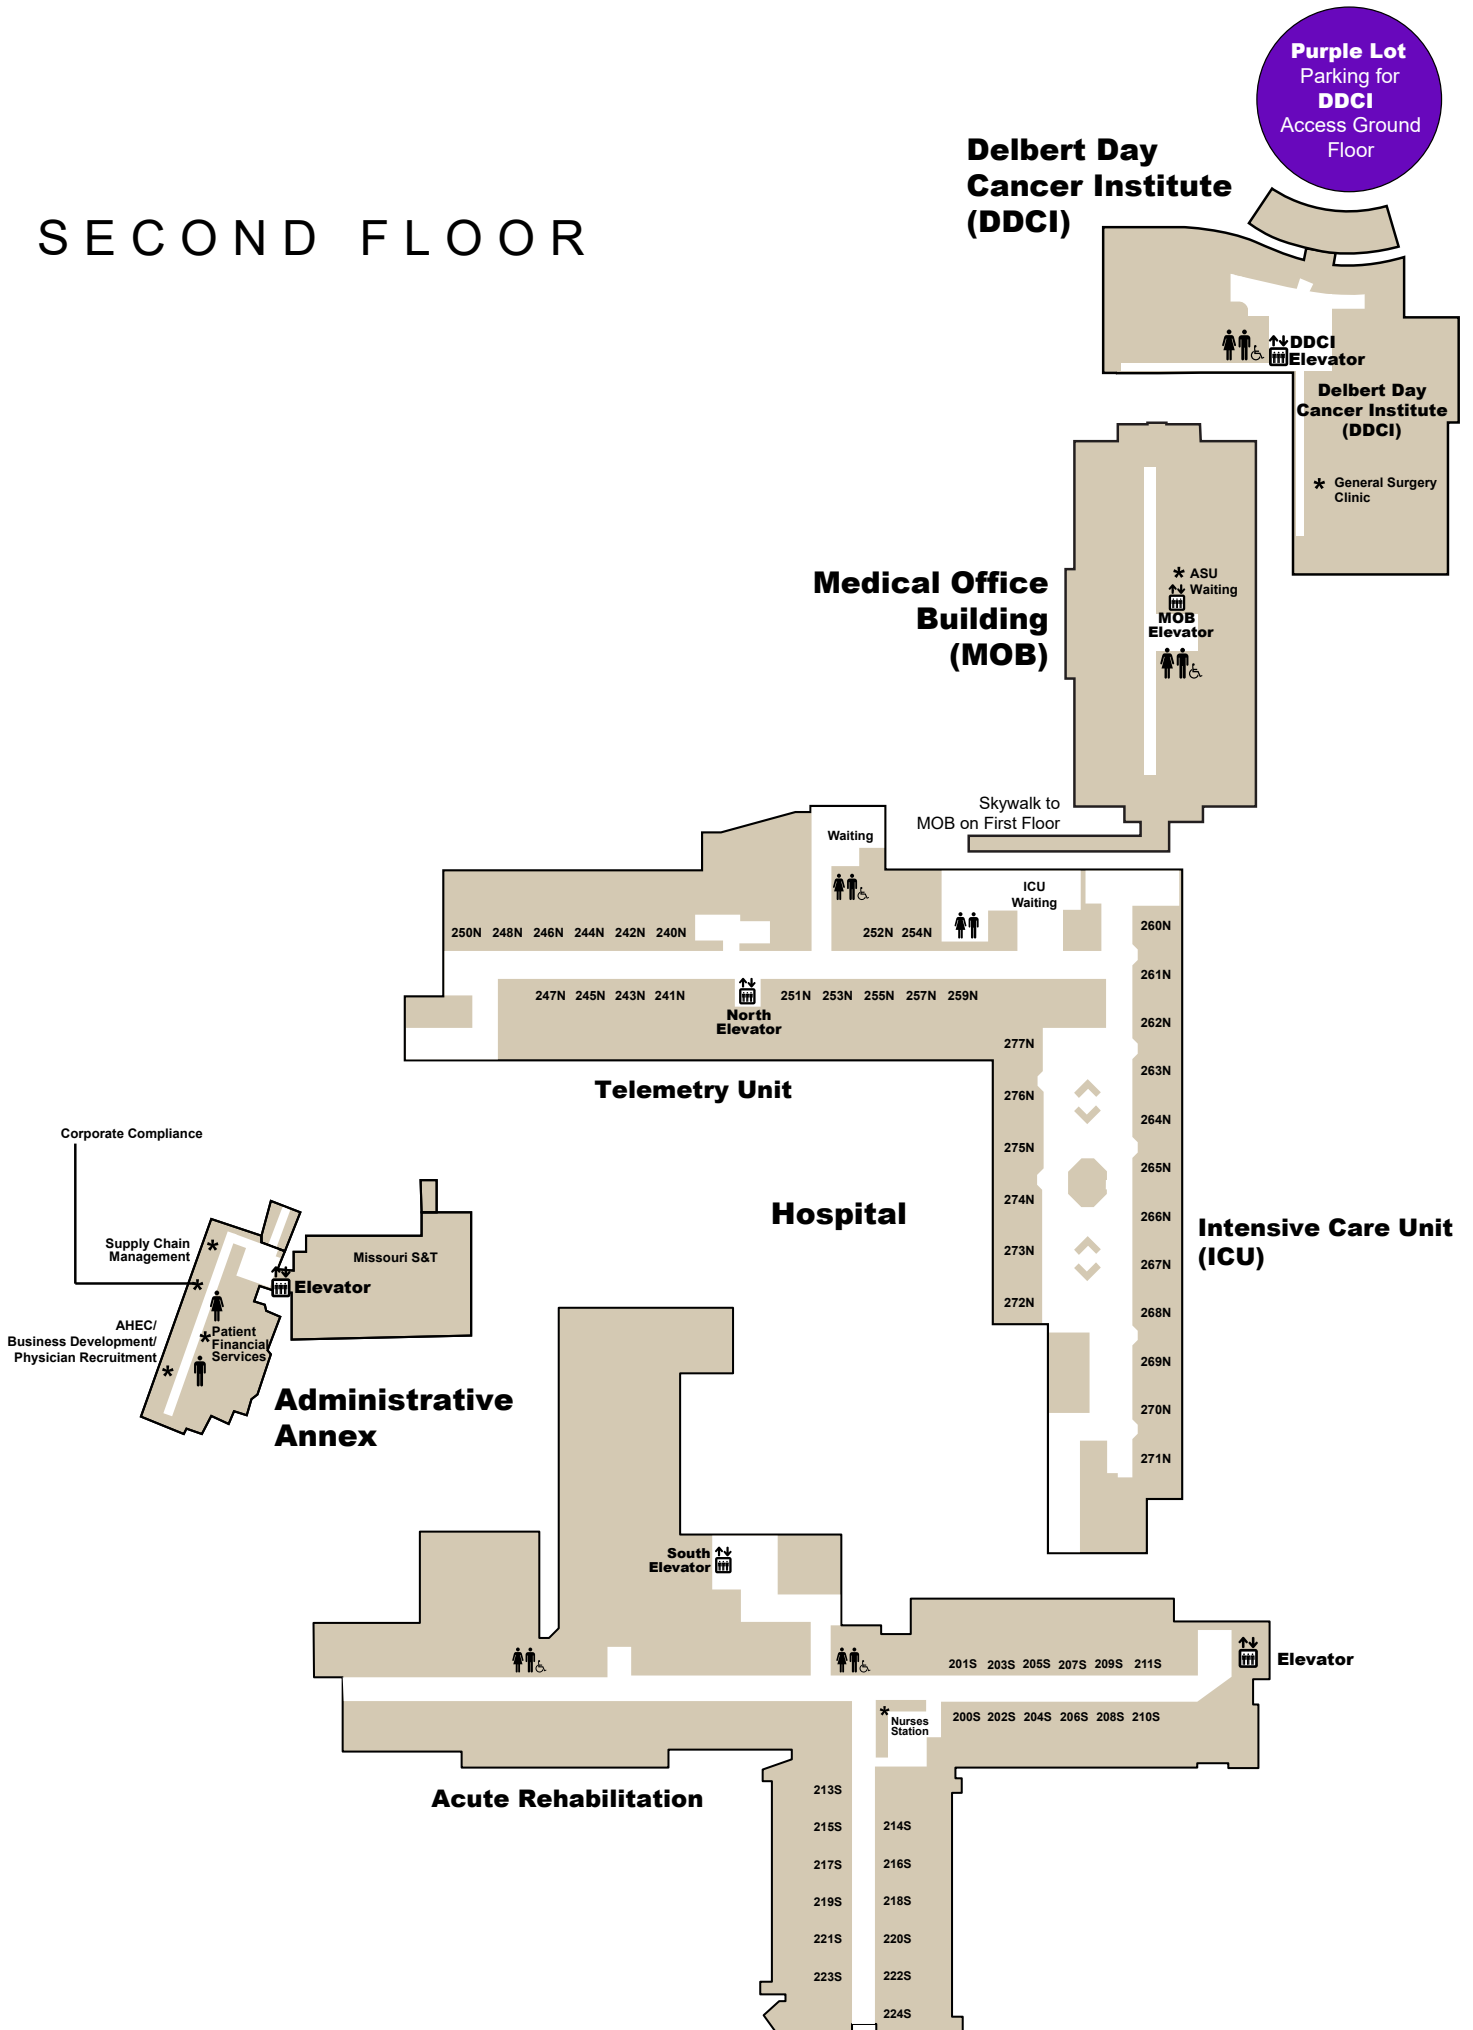 Purple Lot
Parking for
DDCI
Access Ground
Floor
Delbert Day
Cancer Institute
(DDCI)
SECOND FLOOR
DDCI
Elevator
Delbert Day
Cancer Institute
(DDCI)
* General Surgery
Clinic
Medical Office
Building
(MOB)
* ASU
Waiting
MOB
Elevator
Skywalk to
MOB on First Floor
Waiting
ICU
Waiting
250N 248N 246N 244N 242N 240N
252N 254N
247N 245N 243N 241N
251N 253N 255N 257N 259N
North
Elevator
Telemetry Unit
260N
261N
262N
263N
264N
265N
266N
267N
268N
269N
270N
271N
277N
276N
275N
274N
273N
272N
Hospital
Intensive Care Unit
(ICU)
Corporate Compliance
Supply Chain
Management
*
*
AHEC/
Business Development/
Physician Recruitment
*
* Patient
Financial
Services
Missouri S&T
Elevator
Administrative
Annex
South
Elevator
201S 203S 205S 207S 209S 211S
Elevator
200S 202S 204S 206S 208S 210S
* Nurses
Station
Acute Rehabilitation
213S
215S
217S
219S
221S
223S
214S
216S
218S
220S
222S
224S